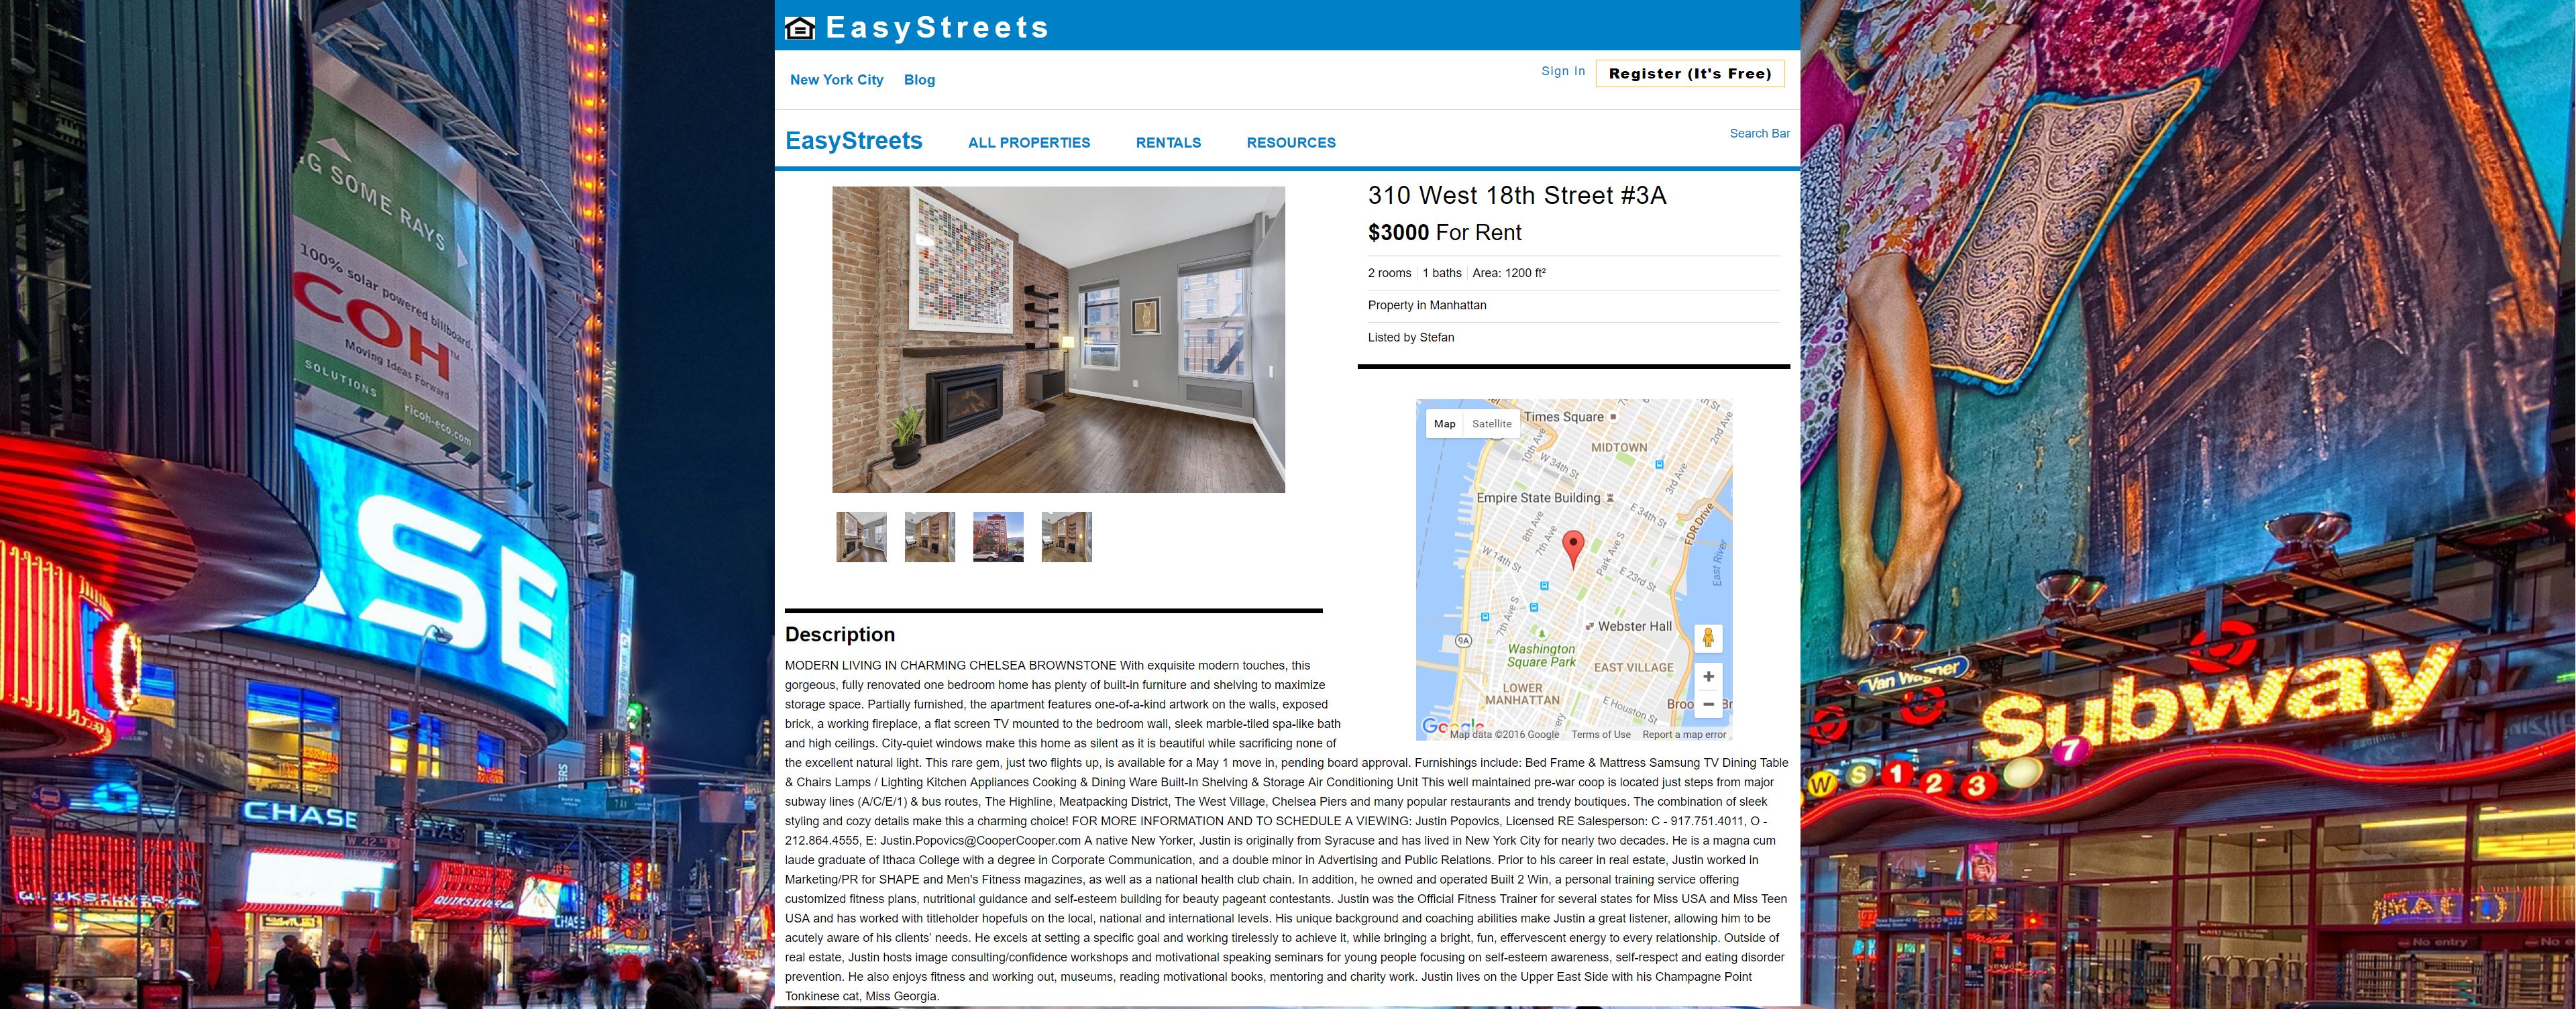 EasyStreets
New York City
Blog
Sign In
Register (It's Free)
EasyStreets
ALL PROPERTIES
RENTALS
RESOURCES
Search Bar
310 West 18th Street #3A
$3000 For Rent
2 rooms
1 baths
Area: 1200 ft²
Property in Manhattan
Listed by Stefan
Map
Satellite
Times Square
MIDTOWN
10th Ave
W 34th St
3rd Ave
2nd Ave
Empire State Building
E 34th St
FDR Drive
8th Ave
7th Ave
Park Ave S
W 14th St
E 23rd St
East River
7th Ave S
Webster Hall
9A
Washington
Square Park
EAST VILLAGE
LOWER
MANHATTAN
E Houston St
Google
Map data ©2016 Google
Terms of Use
Report a map error
Description
MODERN LIVING IN CHARMING CHELSEA BROWNSTONE With exquisite modern touches, this
gorgeous, fully renovated one bedroom home has plenty of built-in furniture and shelving to maximize
storage space. Partially furnished, the apartment features one-of-a-kind artwork on the walls, exposed
brick, a working fireplace, a flat screen TV mounted to the bedroom wall, sleek marble-tiled spa-like bath
and high ceilings. City-quiet windows make this home as silent as it is beautiful while sacrificing none of
the excellent natural light. This rare gem, just two flights up, is available for a May 1 move in, pending board approval. Furnishings include: Bed Frame & Mattress Samsung TV Dining Table
& Chairs Lamps / Lighting Kitchen Appliances Cooking & Dining Ware Built-In Shelving & Storage Air Conditioning Unit This well maintained pre-war coop is located just steps from major
subway lines (A/C/E/1) & bus routes, The Highline, Meatpacking District, The West Village, Chelsea Piers and many popular restaurants and trendy boutiques. The combination of sleek
styling and cozy details make this a charming choice! FOR MORE INFORMATION AND TO SCHEDULE A VIEWING: Justin Popovics, Licensed RE Salesperson: C - 917.751.4011, O -
212.864.4555, E: Justin.Popovics@CooperCooper.com A native New Yorker, Justin is originally from Syracuse and has lived in New York City for nearly two decades. He is a magna cum
laude graduate of Ithaca College with a degree in Corporate Communication, and a double minor in Advertising and Public Relations. Prior to his career in real estate, Justin worked in
Marketing/PR for SHAPE and Men's Fitness magazines, as well as a national health club chain. In addition, he owned and operated Built 2 Win, a personal training service offering
customized fitness plans, nutritional guidance and self-esteem building for beauty pageant contestants. Justin was the Official Fitness Trainer for several states for Miss USA and Miss Teen
USA and has worked with titleholder hopefuls on the local, national and international levels. His unique background and coaching abilities make Justin a great listener, allowing him to be
acutely aware of his clients' needs. He excels at setting a specific goal and working tirelessly to achieve it, while bringing a bright, fun, effervescent energy to every relationship. Outside of
real estate, Justin hosts image consulting/confidence workshops and motivational speaking seminars for young people focusing on self-esteem awareness, self-respect and eating disorder
prevention. He also enjoys fitness and working out, museums, reading motivational books, mentoring and charity work. Justin lives on the Upper East Side with his Champagne Point
Tonkinese cat, Miss Georgia.
G SOME RAYS
100% solar powered billboard.
COH™
Moving Ideas Forward
SOLUTIONS
ricoh-eco.com
REUTERS
ASE
CHASE
7 Av
W 42
QUIKSILVER
QUIKSILVER
CHASE
Van Wagner
Subway
W S 1 2 3 7
No entry